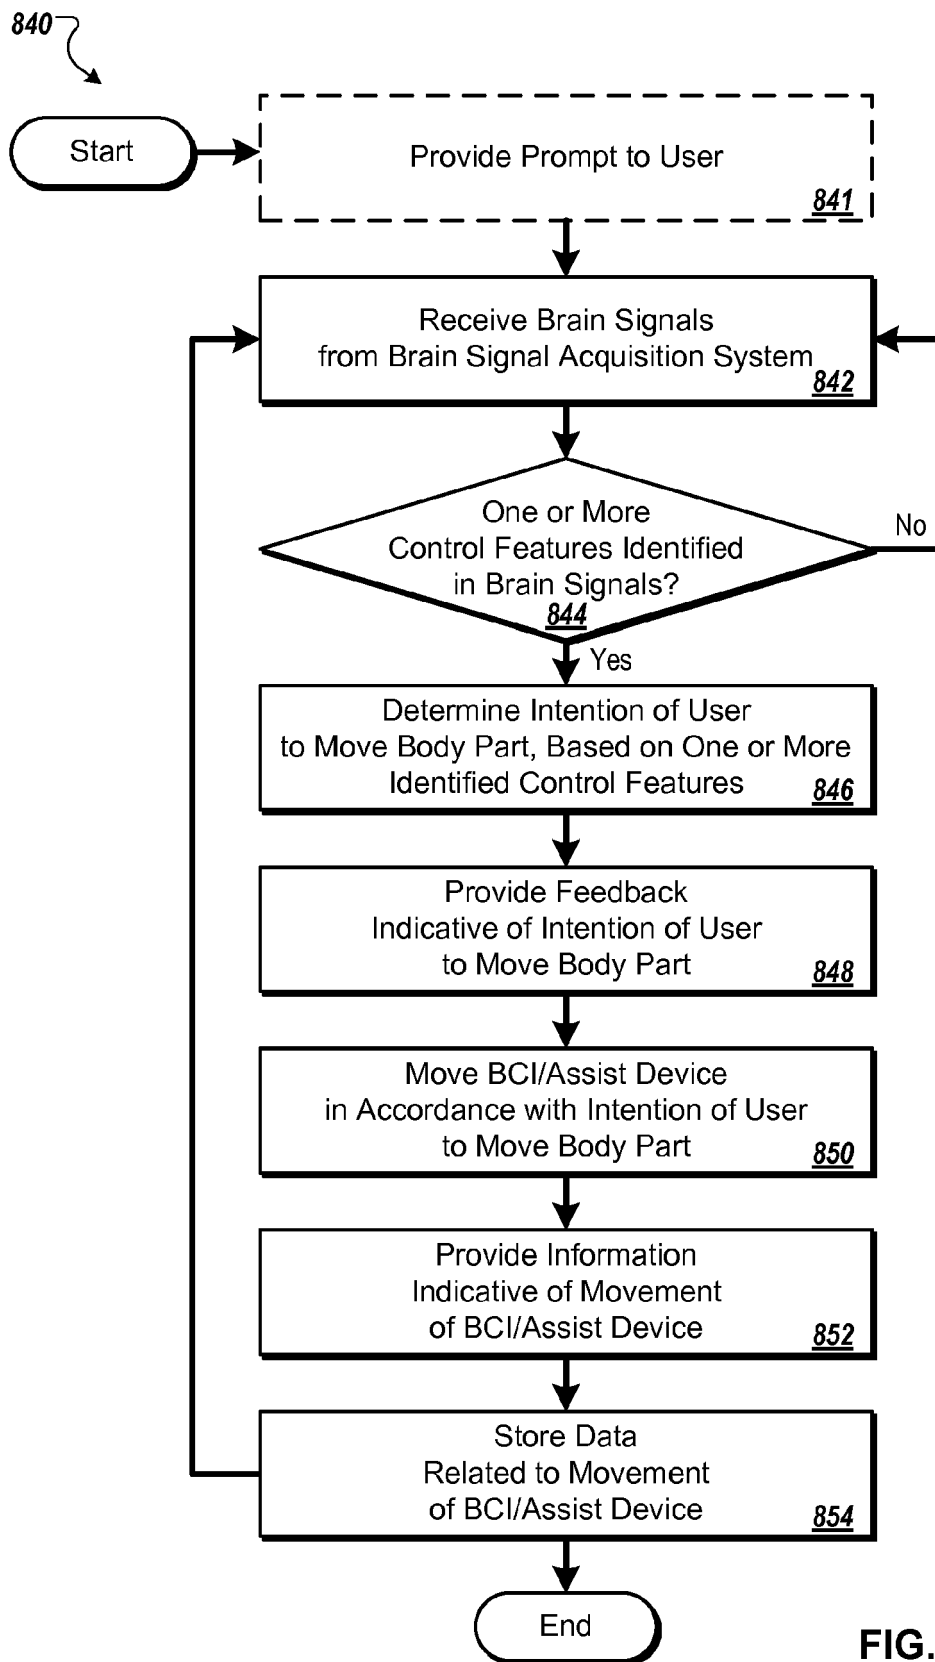 840
Start
Provide Prompt to User
841
Receive Brain Signals
from Brain Signal Acquisition System
842
One or More
Control Features Identified
in Brain Signals?
844
No
Yes
Determine Intention of User
to Move Body Part, Based on One or More
Identified Control Features
846
Provide Feedback
Indicative of Intention of User
to Move Body Part
848
Move BCI/Assist Device
in Accordance with Intention of User
to Move Body Part
850
Provide Information
Indicative of Movement
of BCI/Assist Device
852
Store Data
Related to Movement
of BCI/Assist Device
854
End
FIG.